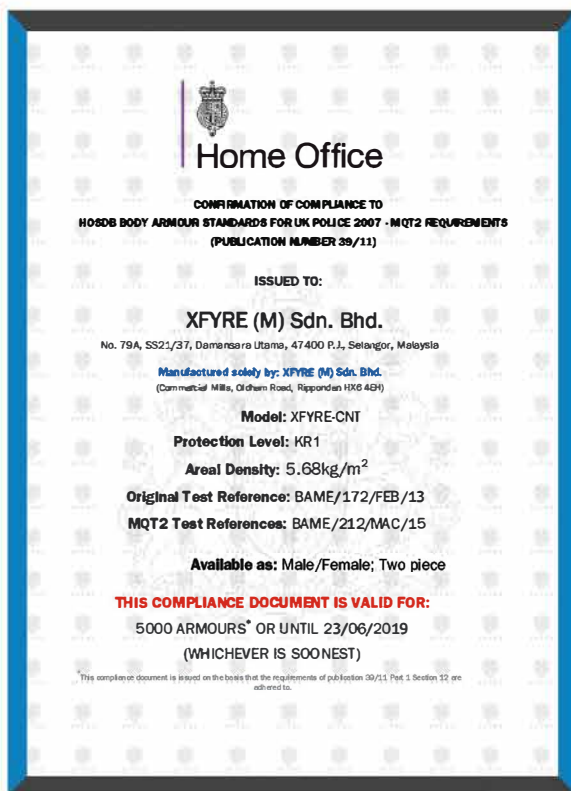 Home Office
CONFIRMATION OF COMPLIANCE TO
HOSDB BODY ARMOUR STANDARDS FOR UK POLICE 2007 - MQT2 REQUIREMENTS
(PUBLICATION NUMBER 39/11)
ISSUED TO:
XFYRE (M) Sdn. Bhd.
No. 79A, SS21/37, Damansara Utama, 47400 P.J., Selangor, Malaysia
Manufactured solely by: XFYRE (M) Sdn. Bhd.
(Commercial Mills, Oldham Road, Ripponden HX6 4EH)
Model: XFYRE-CNT
Protection Level: KR1
Areal Density: 5.68kg/m²
Original Test Reference: BAME/172/FEB/13
MQT2 Test References: BAME/212/MAC/15
Available as: Male/Female; Two piece
THIS COMPLIANCE DOCUMENT IS VALID FOR:
5000 ARMOURS* OR UNTIL 23/06/2019
(WHICHEVER IS SOONEST)
*This compliance document is issued on the basis that the requirements of publication 39/11 Part 1 Section 12 are
adhered to.